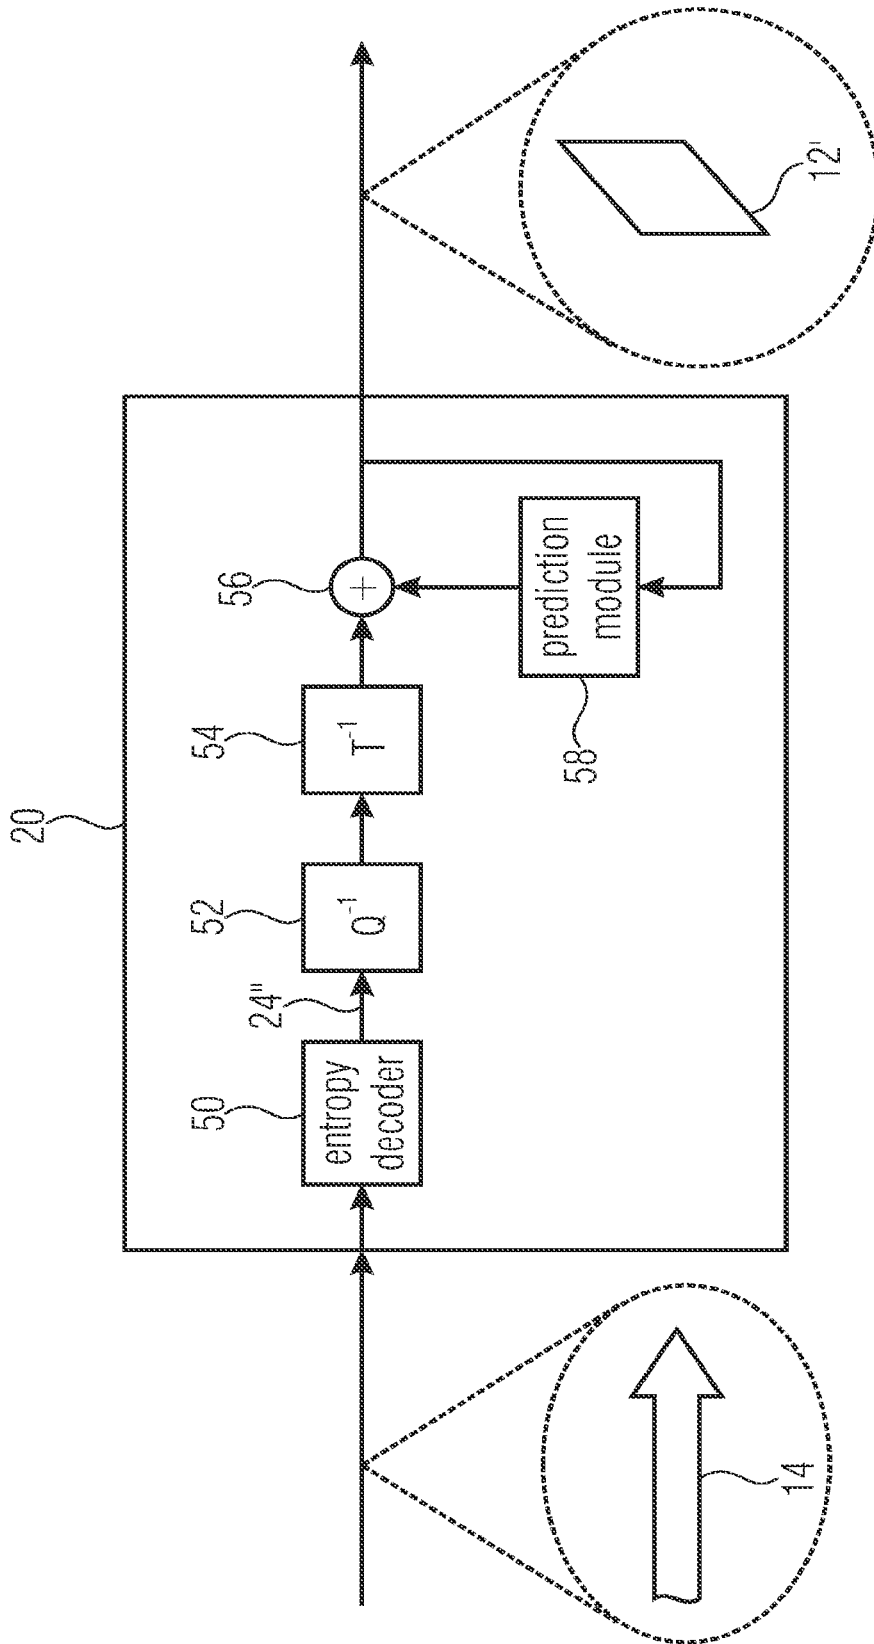 20
50
24"
52
54
56
entropy
decoder
Q⁻¹
T⁻¹
+
58
prediction
module
14
12'